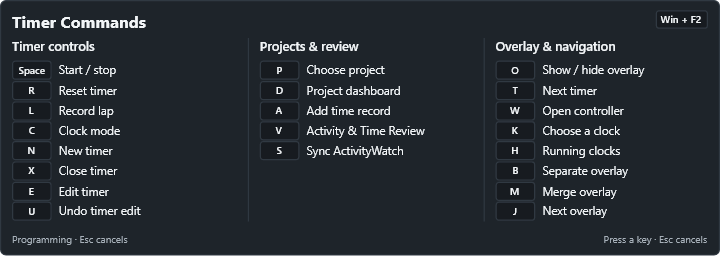 Timer Commands
Win + F2
Timer controls
Space Start / stop
R Reset timer
L Record lap
C Clock mode
N New timer
X Close timer
E Edit timer
U Undo timer edit
Projects & review
P Choose project
D Project dashboard
A Add time record
V Activity & Time Review
S Sync ActivityWatch
Overlay & navigation
O Show / hide overlay
T Next timer
W Open controller
K Choose a clock
H Running clocks
B Separate overlay
M Merge overlay
J Next overlay
Programming · Esc cancels
Press a key · Esc cancels